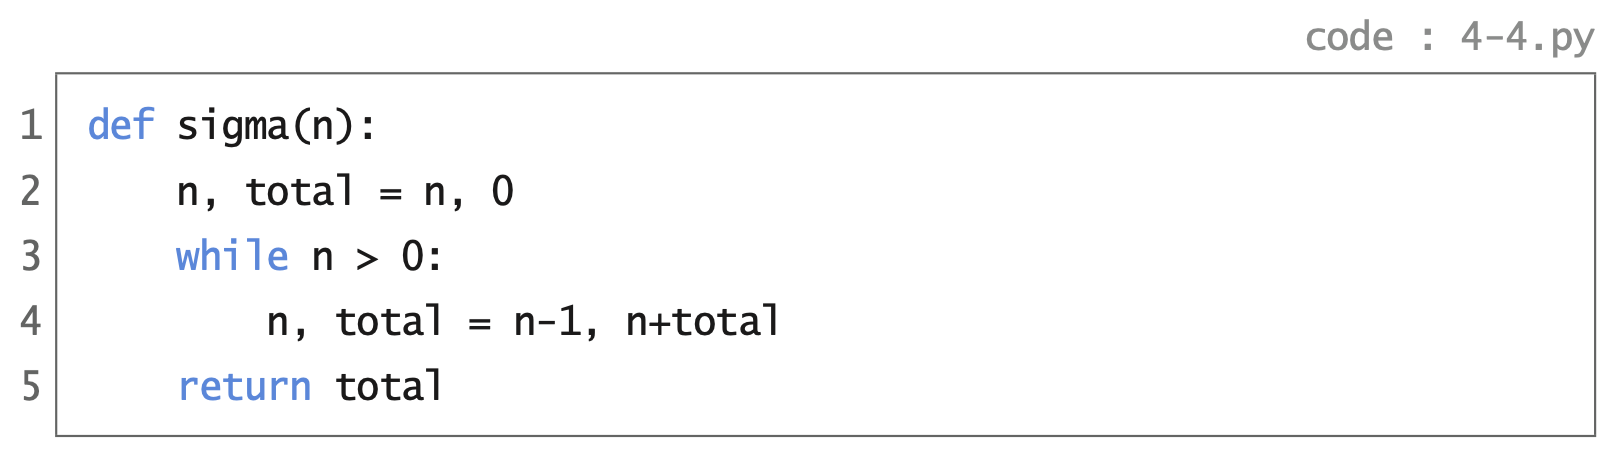 code : 4-4.py
1 def sigma(n):
2     n, total = n, 0
3     while n > 0:
4         n, total = n-1, n+total
5     return total